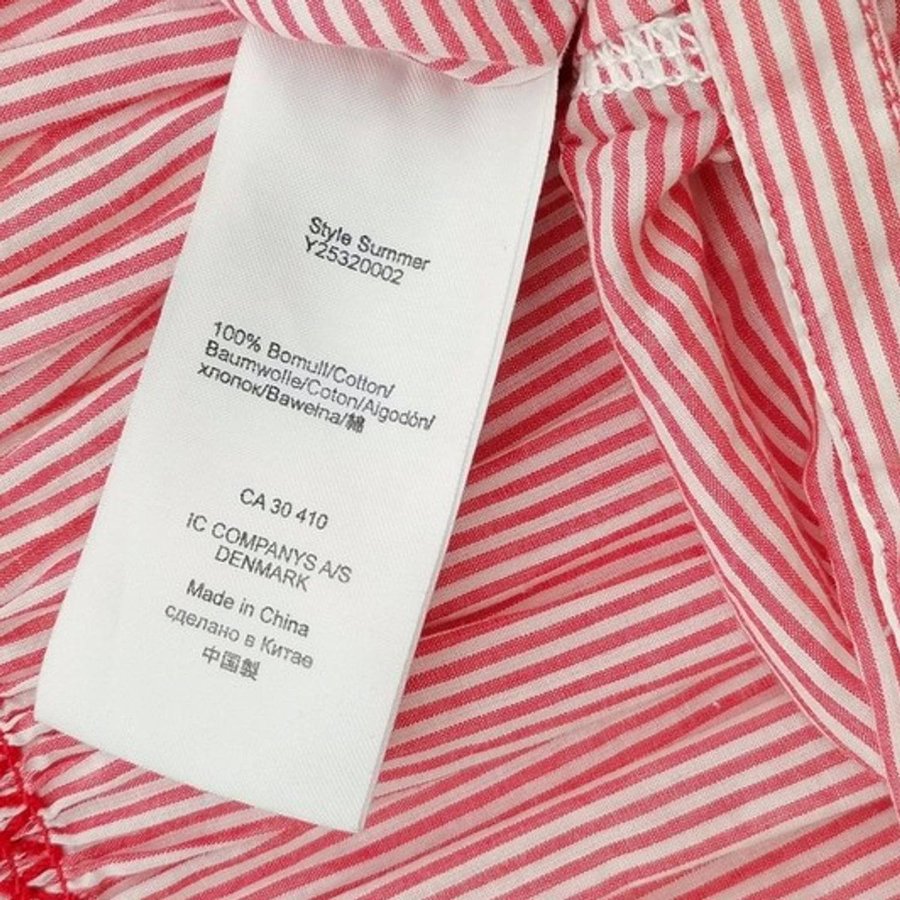 Style Summer
Y25320002
100% Bomull/Cotton/
Baumwolle/Coton/Algodón/
хлопок/Bawełna/綿
CA 30 410
IC COMPANYS A/S
DENMARK
Made in China
сделано в Китае
中国製